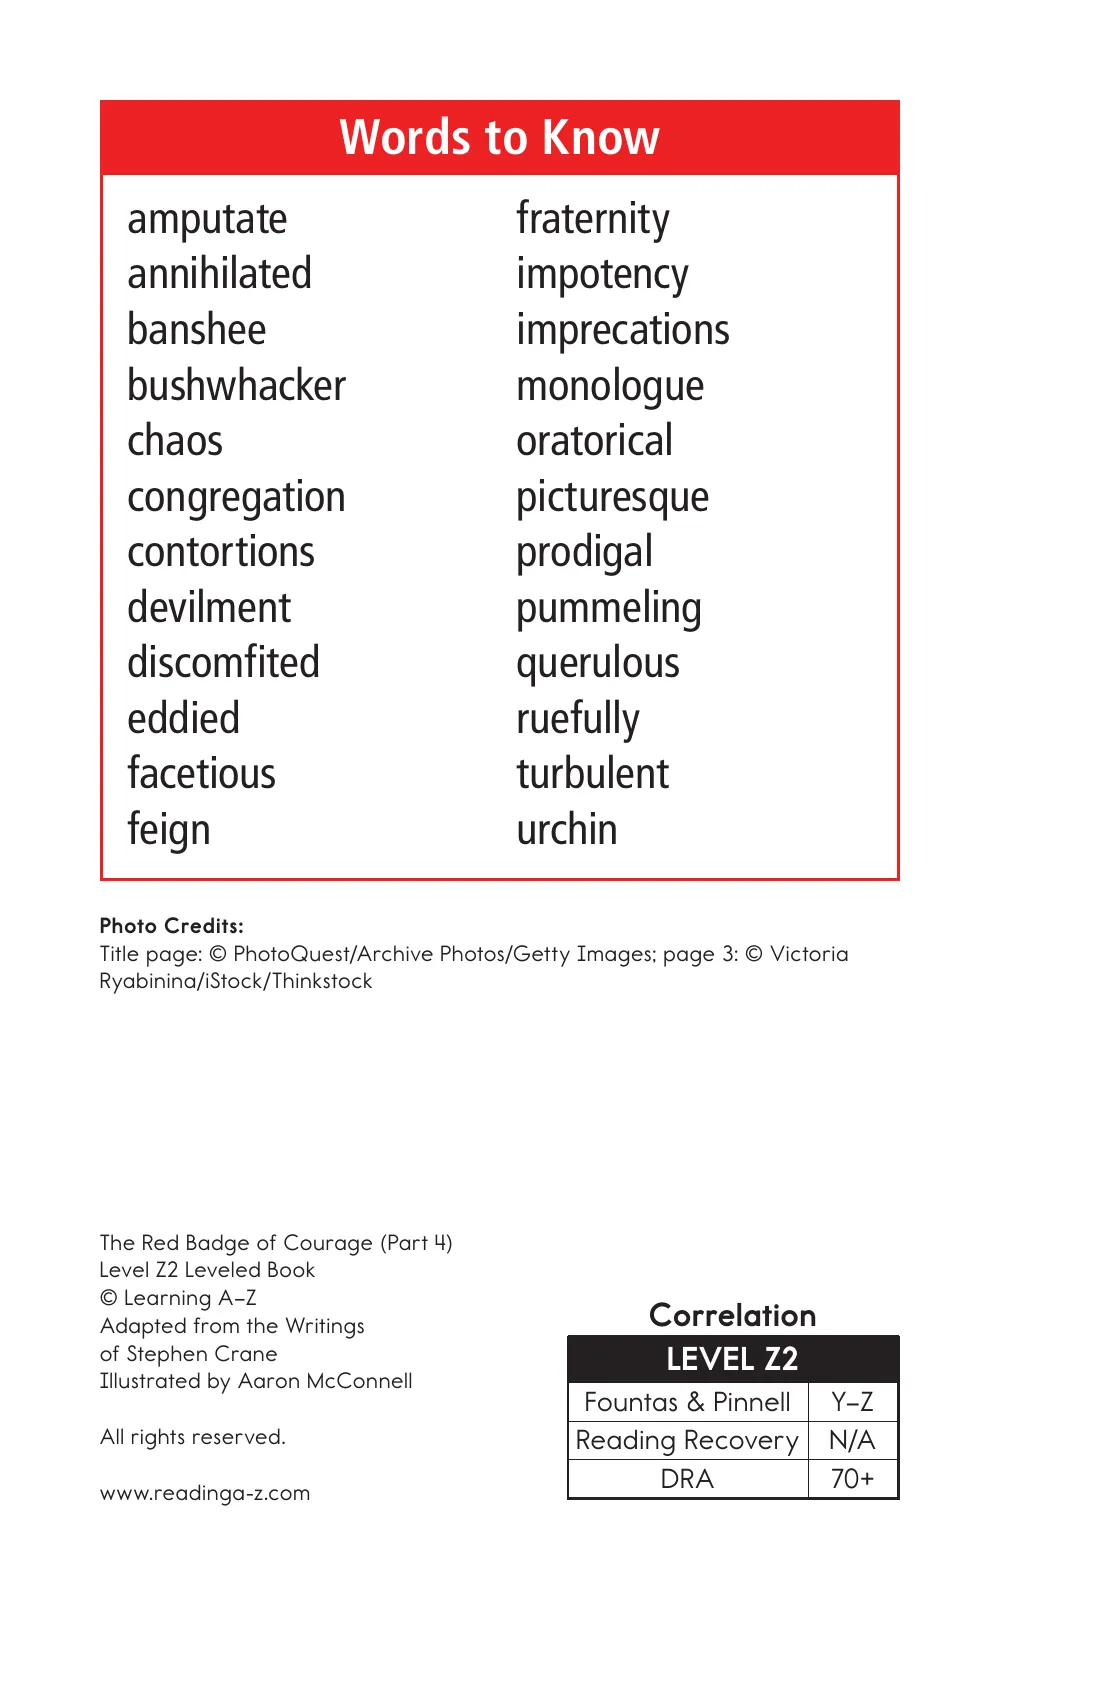 Words to Know
amputate
annihilated
banshee
bushwhacker
chaos
congregation
contortions
devilment
discomfited
eddied
facetious
feign
fraternity
impotency
imprecations
monologue
oratorical
picturesque
prodigal
pummeling
querulous
ruefully
turbulent
urchin
Photo Credits:
Title page: © PhotoQuest/Archive Photos/Getty Images; page 3: © Victoria
Ryabinina/iStock/Thinkstock
The Red Badge of Courage (Part 4)
Level Z2 Leveled Book
© Learning A–Z
Adapted from the Writings
of Stephen Crane
Illustrated by Aaron McConnell
All rights reserved.
www.readinga-z.com
Correlation
LEVEL Z2
Fountas & Pinnell Y–Z
Reading Recovery N/A
DRA 70+